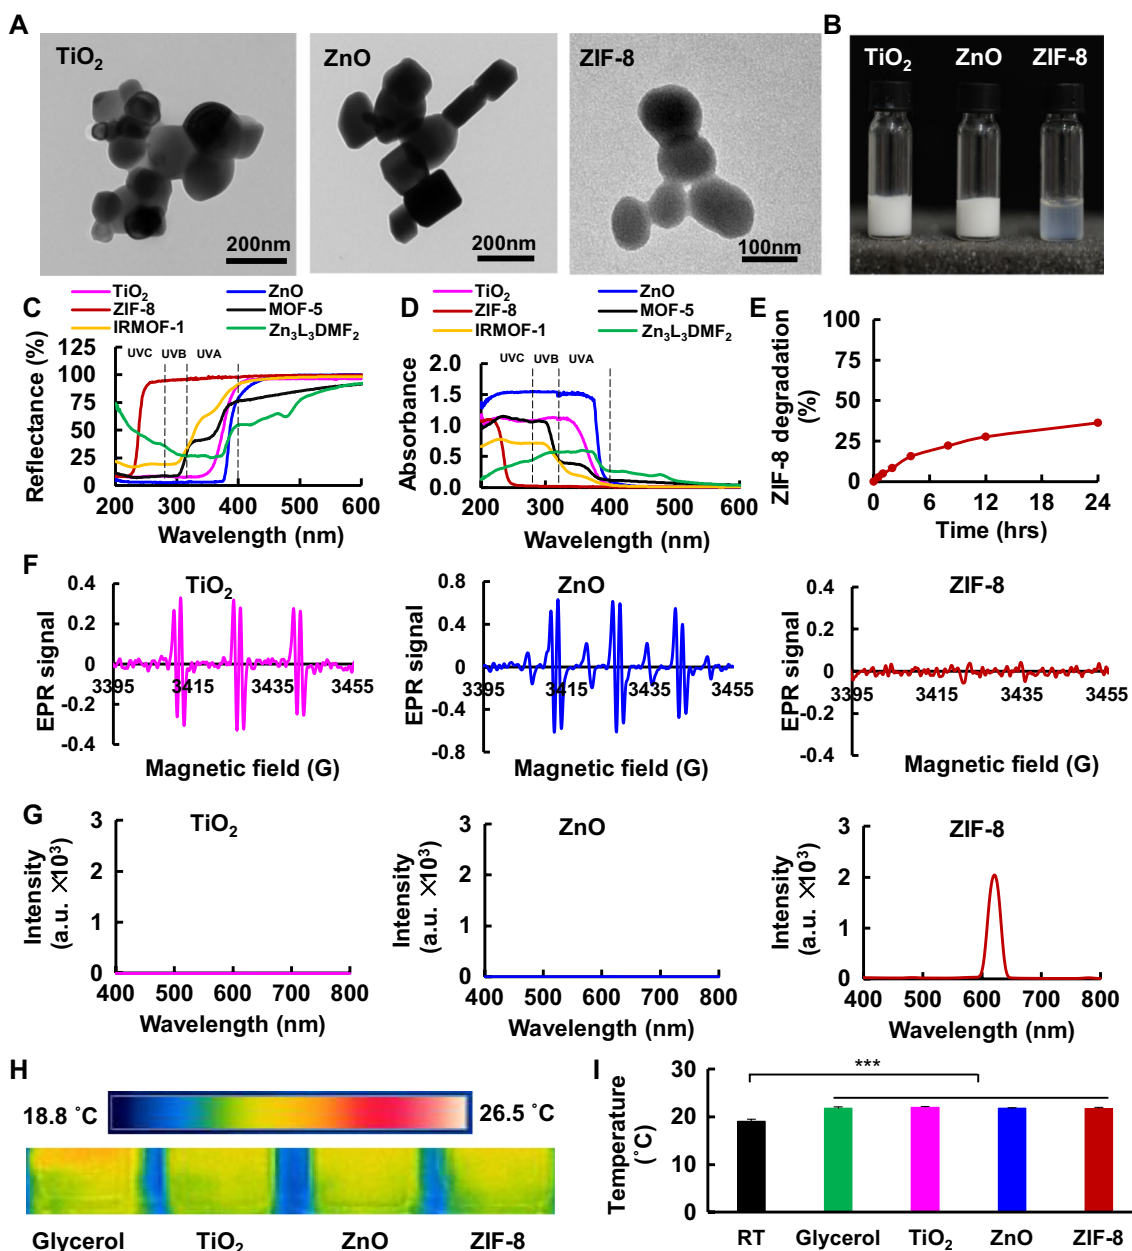 A
TiO2
200nm
ZnO
200nm
ZIF-8
100nm
B
TiO2 ZnO ZIF-8
C
TiO2 ZnO
ZIF-8 MOF-5
IRMOF-1 Zn3L3DMF2
Reflectance (%)
125
100
75
50
25
0
UVC UVB UVA
200 300 400 500 600
Wavelength (nm)
D
TiO2 ZnO
ZIF-8 MOF-5
IRMOF-1 Zn3L3DMF2
Absorbance
2.0
1.5
1.0
0.5
0.0
UVC UVB UVA
200 300 400 500 600
Wavelength (nm)
E
ZIF-8 degradation
(%)
100
75
50
25
0
0 6 12 18 24
Time (hrs)
F
TiO2
EPR signal
0.4
0.2
0
-0.2
-0.4
3395 3415 3435 3455
Magnetic field (G)
ZnO
EPR signal
0.8
0.4
0
-0.4
-0.8
3395 3415 3435 3455
Magnetic field (G)
ZIF-8
EPR signal
0.4
0.2
0
-0.2
-0.4
3395 3415 3435 3455
Magnetic field (G)
G
TiO2
Intensity
(a.u. ×10³)
3
2
1
0
400 500 600 700 800
Wavelength (nm)
ZnO
Intensity
(a.u. ×10³)
3
2
1
0
400 500 600 700 800
Wavelength (nm)
ZIF-8
Intensity
(a.u. ×10³)
3
2
1
0
400 500 600 700 800
Wavelength (nm)
H
18.8 ˚C 26.5 ˚C
Glycerol TiO2 ZnO ZIF-8
I
Temperature
(˚C)
30
20
10
0
***
RT Glycerol TiO2 ZnO ZIF-8